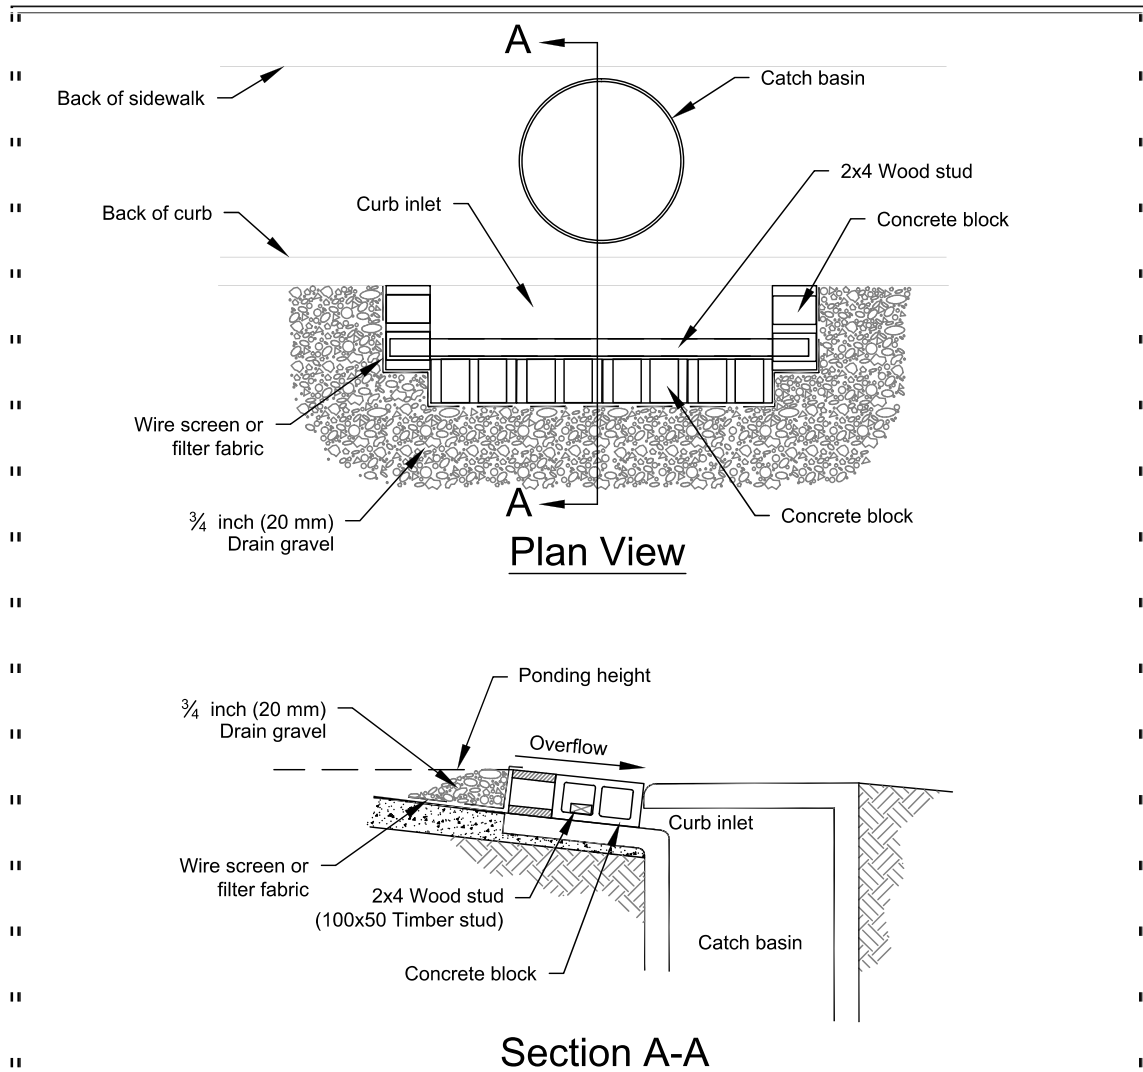 A
Catch basin
Back of sidewalk
2x4 Wood stud
Curb inlet
Back of curb
Concrete block
Wire screen or
filter fabric
A
¾ inch (20 mm)
Drain gravel
Concrete block
Plan View
Ponding height
¾ inch (20 mm)
Drain gravel
Overflow
Curb inlet
Wire screen or
filter fabric
2x4 Wood stud
(100x50 Timber stud)
Catch basin
Concrete block
Section A-A